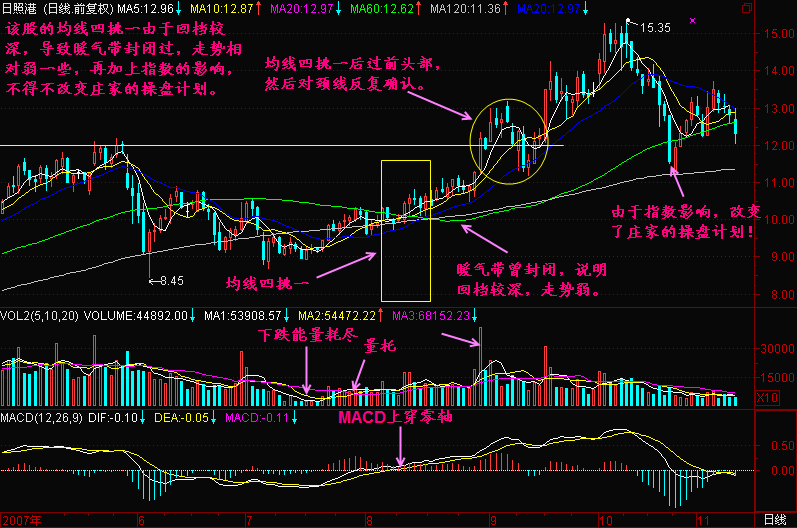 日照港 (日线.前复权) MA5:12.96↓ MA10:12.87↑ MA20:12.97↓ MA60:12.62↑ MA120:11.36↑ MA20:12.97↓
该股的均线四挑一由于回档较
深，导致暖气带封闭过，走势相
对弱一些，再加上指数的影响，
不得不改变庄家的操盘计划。
均线四挑一后过前头部，
然后对颈线反复确认。
←15.35
×
15.00
14.00
13.00
12.00
11.00
10.00
9.00
8.00
由于指数影响，改变
了庄家的操盘计划！
暖气带曾封闭，说明
回档较深，走势弱。
均线四挑一
←8.45
VOL2(5,10,20) VOLUME:44892.00↓ MA1:53908.57↓ MA2:54472.22↑ MA3:68152.23↓
下跌能量耗尽
量托
30000
15000
X10
MACD(12,26,9) DIF:-0.10↓ DEA:-0.05↓ MACD:-0.11↓
MACD上穿零轴
0.50
0.00
2007年 6 7 8 9 10 11 日线